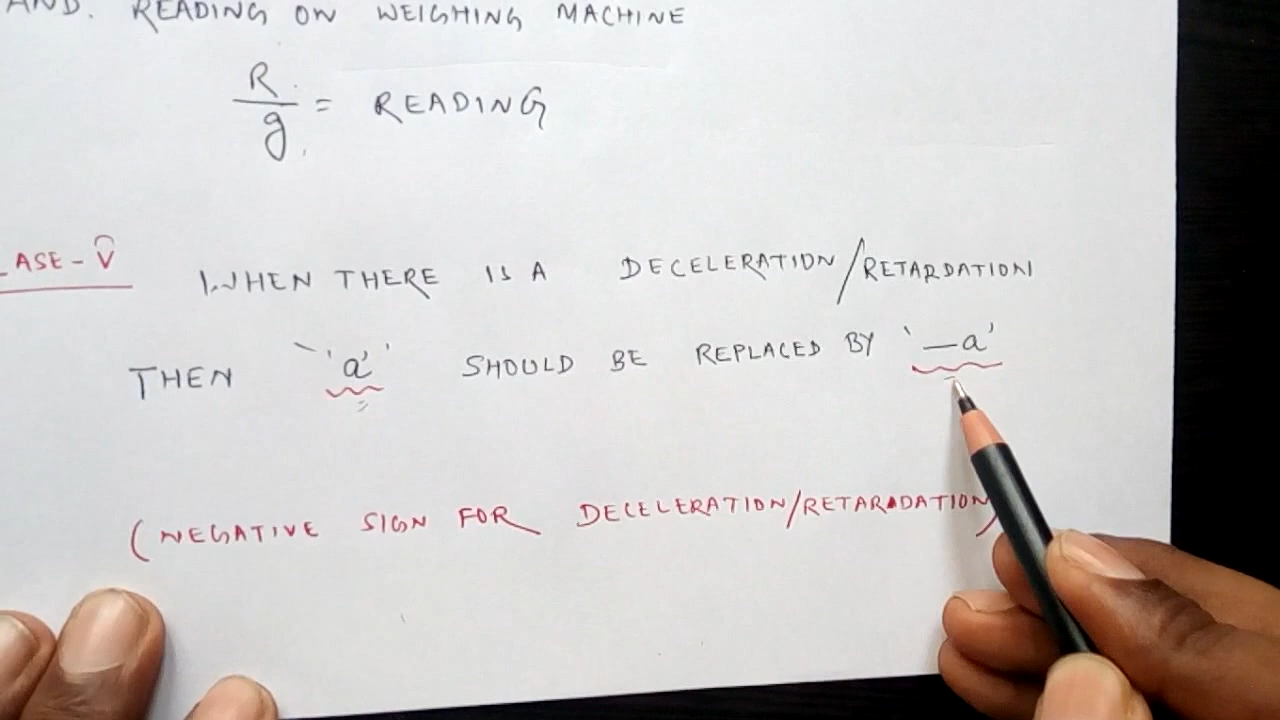 AND. READING ON WEIGHING MACHINE
R/g = READING
CASE-V
WHEN THERE IS A DECELERATION/RETARDATION
THEN 'a' SHOULD BE REPLACED BY '-a'
(NEGATIVE SIGN FOR DECELERATION/RETARDATION)